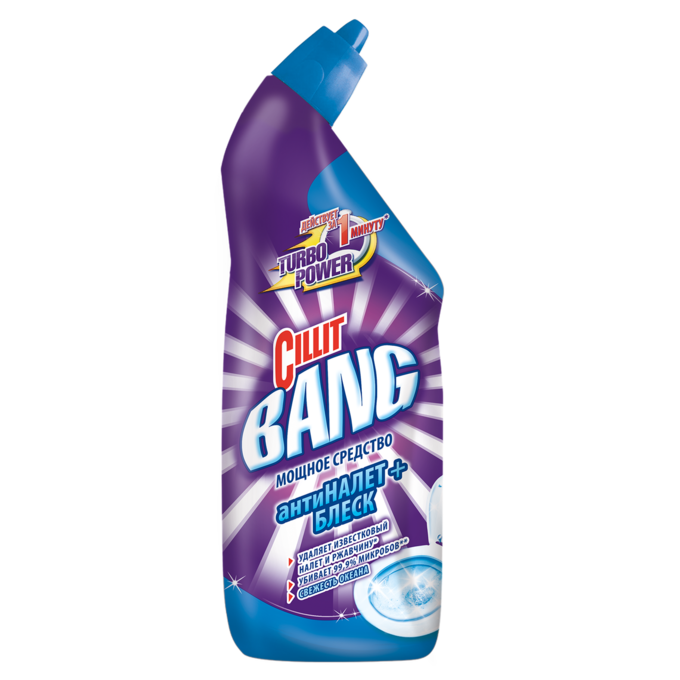 ДЕЙСТВУЕТ
ЗА 1 МИНУТУ*
TURBO
POWER
CILLIT
BANG
МОЩНОЕ СРЕДСТВО
антиНАЛЕТ+
БЛЕСК
УДАЛЯЕТ ИЗВЕСТКОВЫЙ
НАЛЕТ И РЖАВЧИНУ*
УБИВАЕТ 99,9% МИКРОБОВ**
СВЕЖЕСТЬ ОКЕАНА